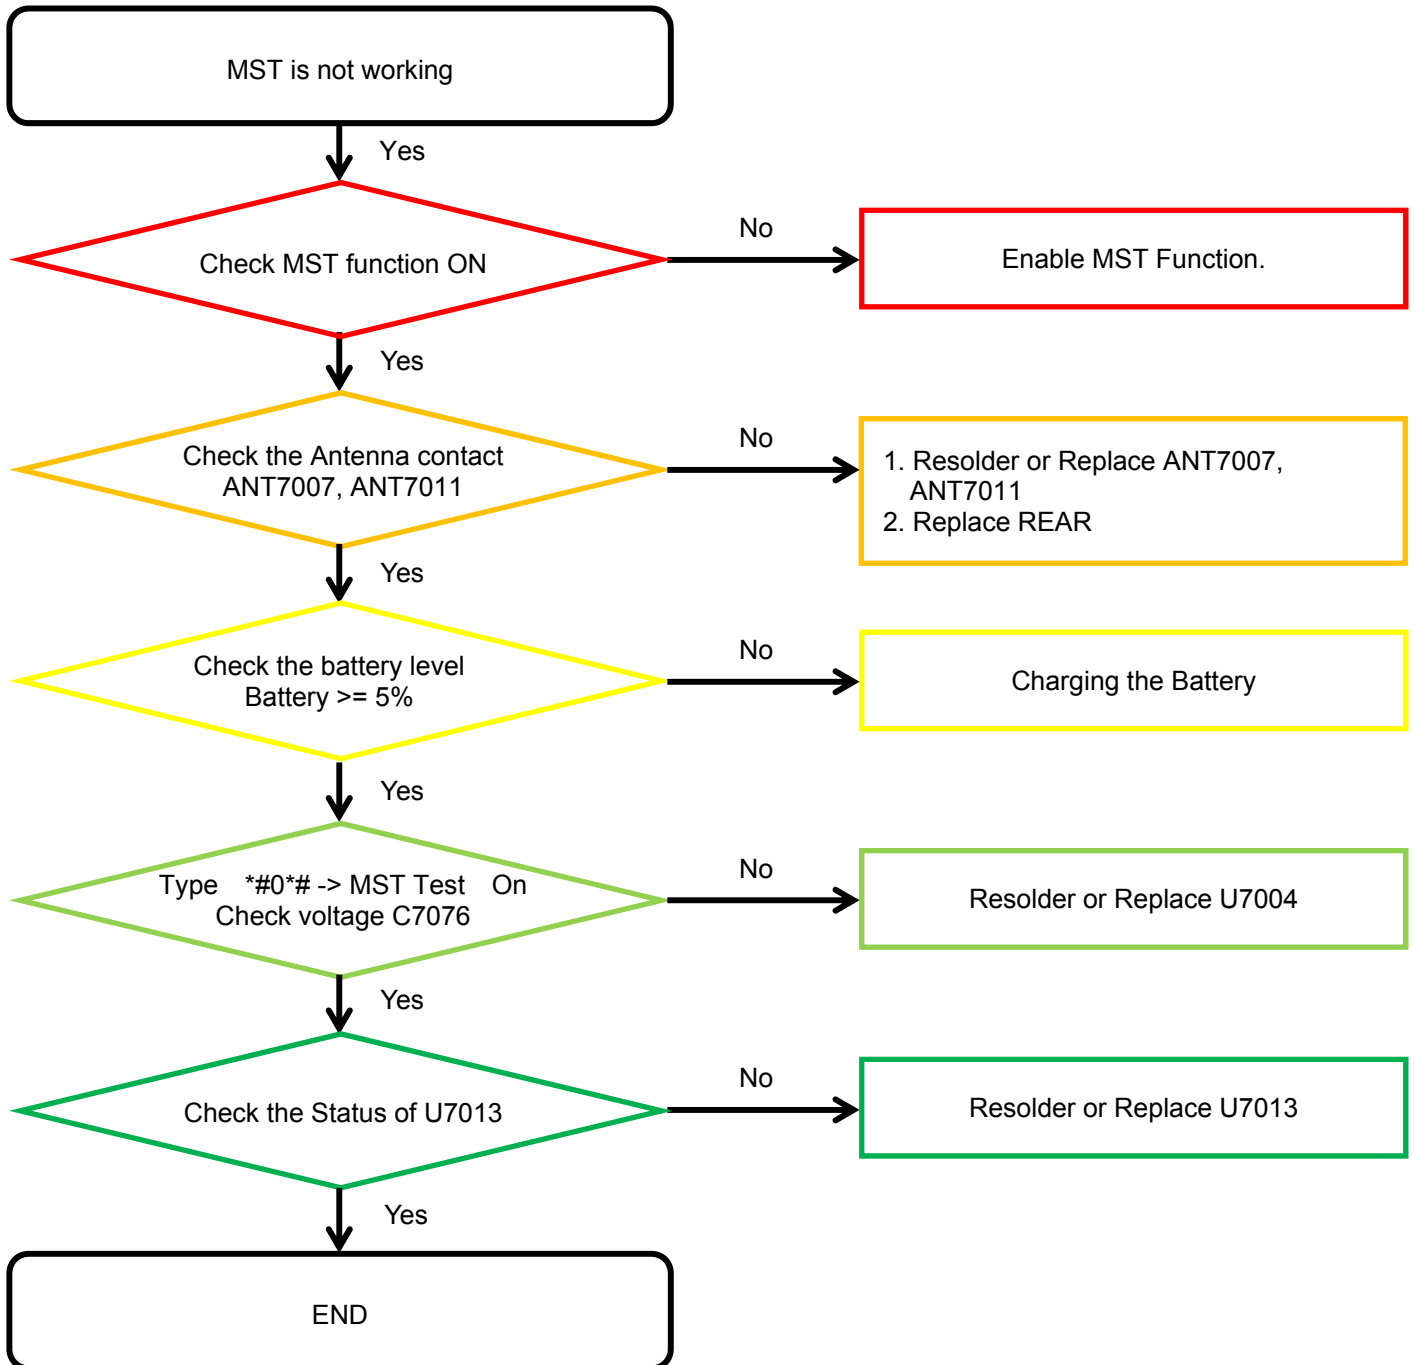 MST is not working
Yes
Check MST function ON
No
Enable MST Function.
Yes
Check the Antenna contact
ANT7007, ANT7011
No
1. Resolder or Replace ANT7007,
ANT7011
2. Replace REAR
Yes
Check the battery level
Battery >= 5%
No
Charging the Battery
Yes
Type *#0*# -> MST Test On
Check voltage C7076
No
Resolder or Replace U7004
Yes
Check the Status of U7013
No
Resolder or Replace U7013
Yes
END